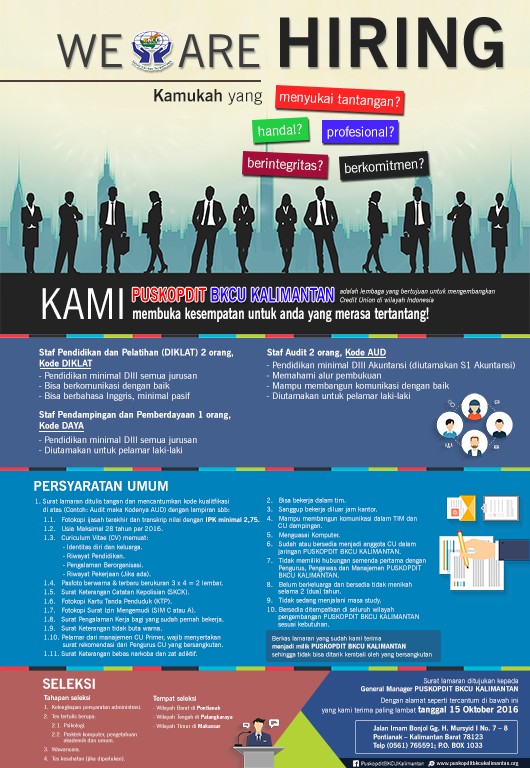 WE ARE HIRING
Kamukah yang menyukai tantangan?
handal? profesional?
berintegritas? berkomitmen?
KAMI PUSKOPDIT BKCU KALIMANTAN adalah lembaga yang bertujuan untuk mengembangkan
Credit Union di wilayah Indonesia
membuka kesempatan untuk anda yang merasa tertantang!
Staf Pendidikan dan Pelatihan (DIKLAT) 2 orang,
Kode DIKLAT
- Pendidikan minimal DIII semua jurusan
- Bisa berkomunikasi dengan baik
- Bisa berbahasa Inggris, minimal pasif
Staf Pendampingan dan Pemberdayaan 1 orang,
Kode DAYA
- Pendidikan minimal DIII semua jurusan
- Diutamakan untuk pelamar laki-laki
Staf Audit 2 orang, Kode AUD
- Pendidikan minimal DIII Akuntansi (diutamakan S1 Akuntansi)
- Memahami alur pembukuan
- Mampu membangun komunikasi dengan baik
- Diutamakan untuk pelamar laki-laki
PERSYARATAN UMUM
1. Surat lamaran ditulis tangan dan mencantumkan kode kualitfikasi
di atas (Contoh: Audit maka Kodenya AUD) dengan lampiran sbb:
1.1. Fotokopi ijasah terakhir dan transkrip nilai dengan IPK minimal 2,75.
1.2. Usia Maksimal 28 tahun per 2016.
1.3. Curiculum Vitae (CV) memuat:
- Identitas diri dan keluarga.
- Riwayat Pendidikan.
- Pengalaman Berorganisasi.
- Riwayat Pekerjaan (Jika ada).
1.4. Pasfoto berwarna & terbaru berukuran 3 x 4 = 2 lembar.
1.5. Surat Keterangan Catatan Kepolisian (SKCK).
1.6. Fotokopi Kartu Tanda Penduduk (KTP).
1.7. Fotokopi Surat Izin Mengemudi (SIM C atau A).
1.8. Surat Pengalaman Kerja bagi yang sudah pernah bekerja.
1.9. Surat Keterangan tidak buta warna.
1.10. Pelamar dari manajemen CU Primer, wajib menyertakan
surat rekomendasi dari Pengurus CU yang bersangkutan.
1.11. Surat Keterangan bebas narkoba dan zat adiktif.
2. Bisa bekerja dalam tim.
3. Sanggup bekerja diluar jam kantor.
4. Mampu membangun komunikasi dalam TIM dan
CU dampingan.
5. Menguasai Komputer.
6. Sudah atau bersedia menjadi anggota CU dalam
jaringan PUSKOPDIT BKCU KALIMANTAN.
7. Tidak memiliki hubungan semenda pertama dengan
Pengurus, Pengawas dan Manajemen PUSKOPDIT
BKCU KALIMANTAN.
8. Belum berkeluarga dan bersedia tidak menikah
selama 2 (dua) tahun.
9. Tidak sedang menjalani masa study.
10. Bersedia ditempatkan di seluruh wilayah
pengembangan PUSKOPDIT BKCU KALIMANTAN
sesuai kebutuhan.
Berkas lamaran yang sudah kami terima
menjadi milik PUSKOPDIT BKCU KALIMANTAN
sehingga tidak bisa ditarik kembali oleh yang bersangkutan
SELEKSI
Tahapan seleksi
1. Kelengkapan persyaratan administrasi.
2. Tes tertulis berupa:
2.1. Psikologi.
2.2. Praktek komputer, pengetahuan
akademis dan umum.
3. Wawancara.
4. Tes kesehatan (jika diperlukan).
Tempat seleksi
- Wilayah Barat di Pontianak
- Wilayah Tengah di Palangkaraya
- Wilayah Timur di Makassar
Surat lamaran ditujukan kepada
General Manager PUSKOPDIT BKCU KALIMANTAN
Dengan alamat seperti tercantum di bawah ini
yang kami terima paling lambat tanggal 15 Oktober 2016
Jalan Imam Bonjol Gg. H. Mursyid I No. 7 – 8
Pontianak – Kalimantan Barat 78123
Telp (0561) 765591; P.O. BOX 1033
PuskopditBKCUKalimantan www.puskopditbkcukalimantan.org